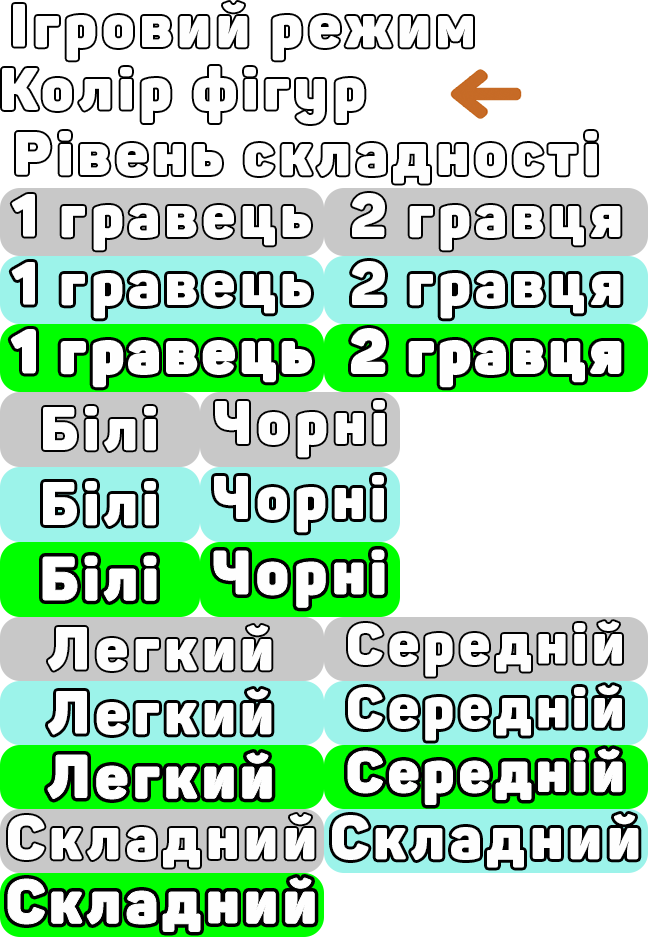 Ігровий режим
Колір фігур
Рівень складності
1 гравець 2 гравця
1 гравець 2 гравця
1 гравець 2 гравця
Білі Чорні
Білі Чорні
Білі Чорні
Легкий Середній
Легкий Середній
Легкий Середній
Складний Складний
Складний